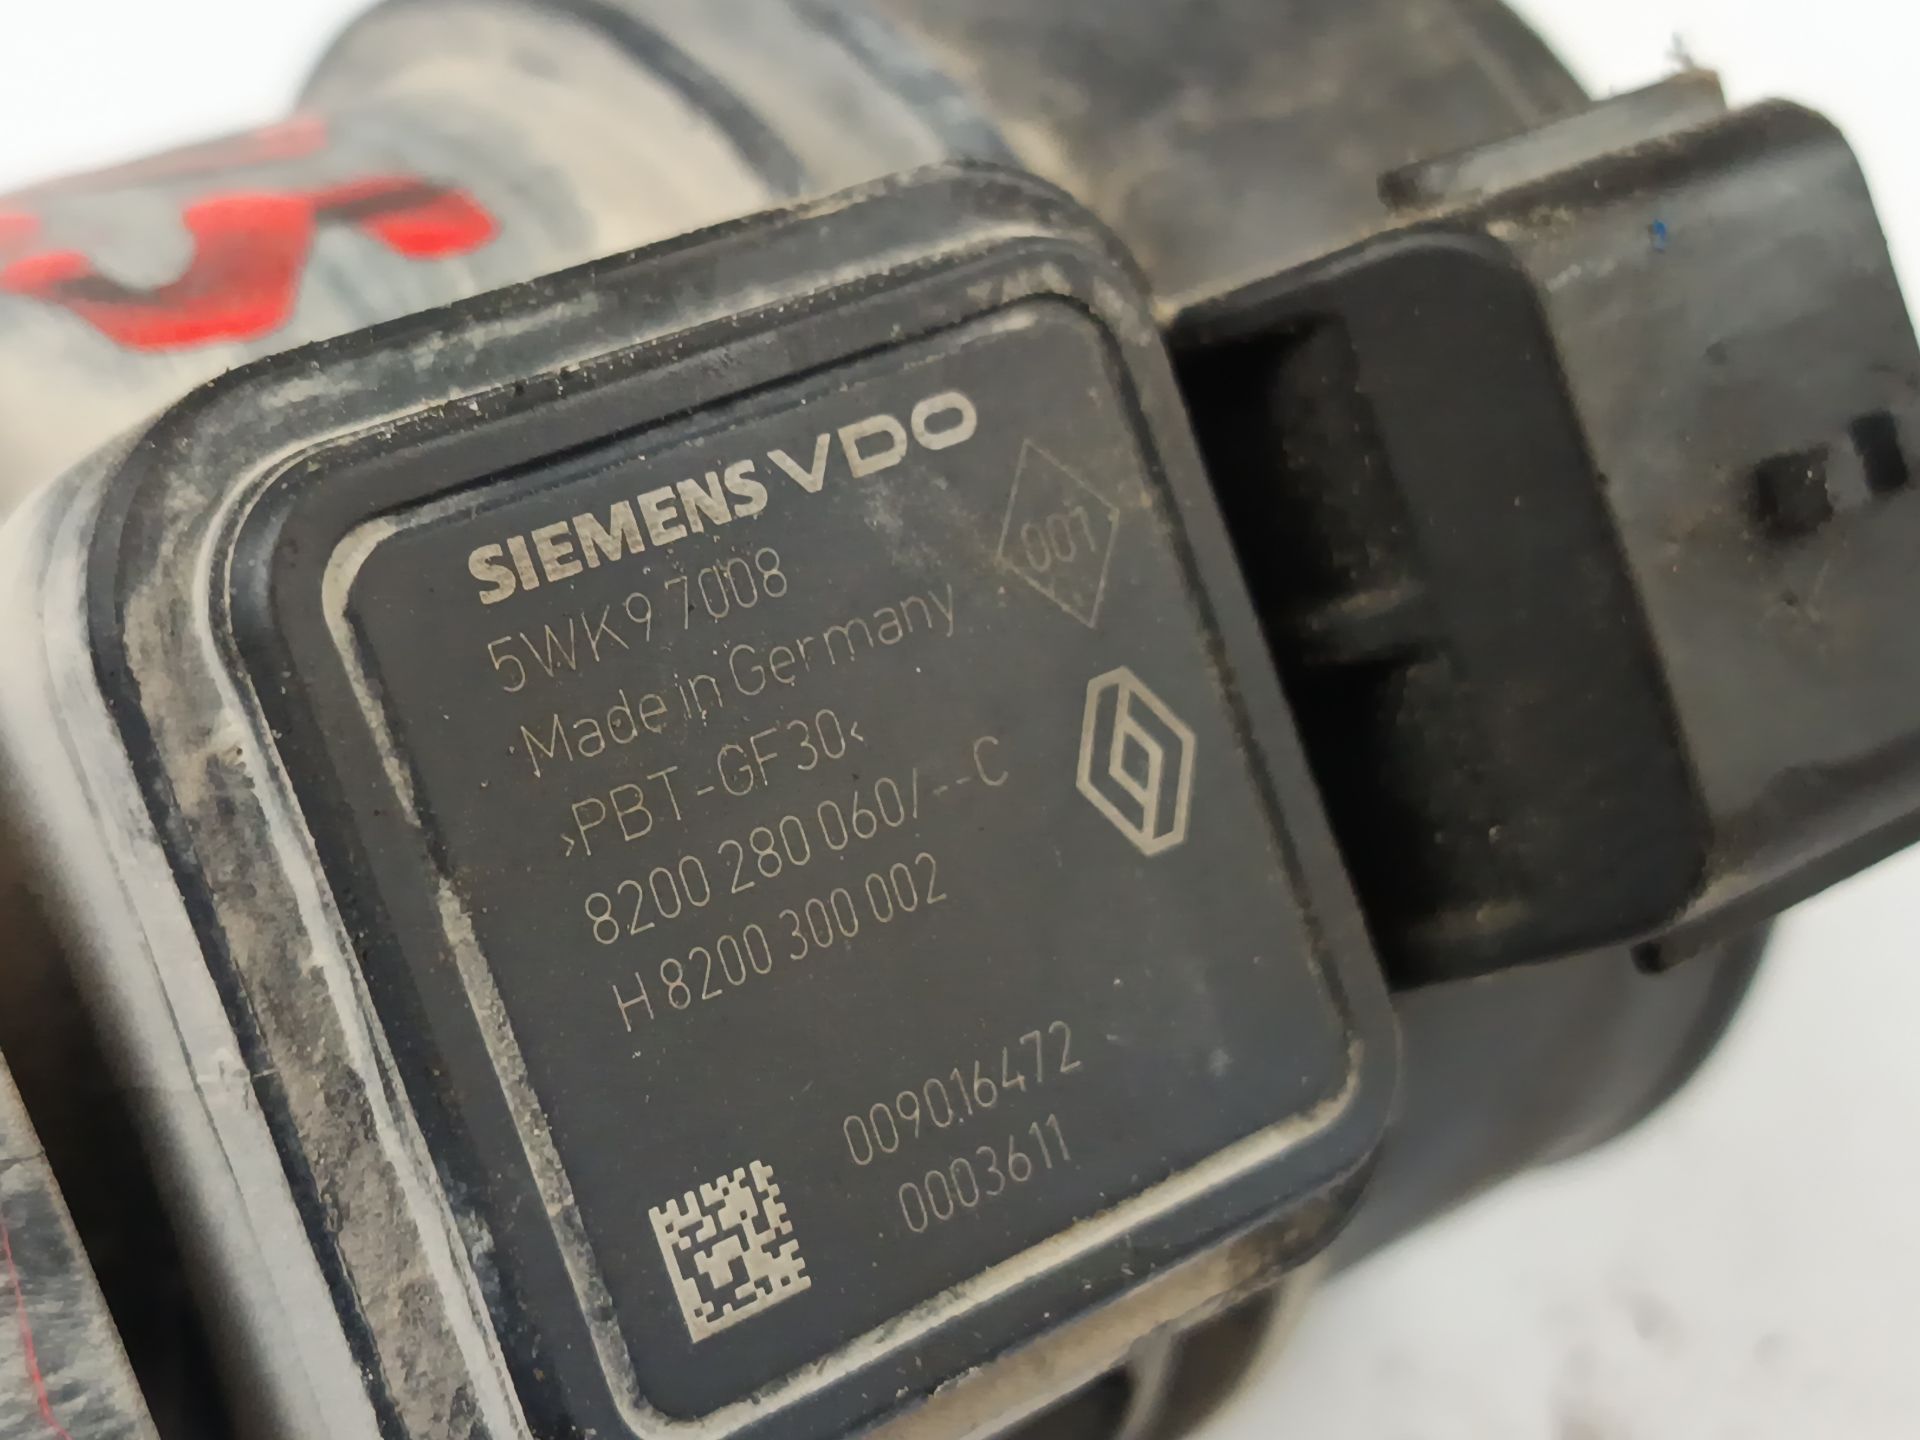 SIEMENS VDO
5WK9 7008
001
Made in Germany
>PBT-GF30<
8200 280 060/--C
H 8200 300 002
009016472
0003611